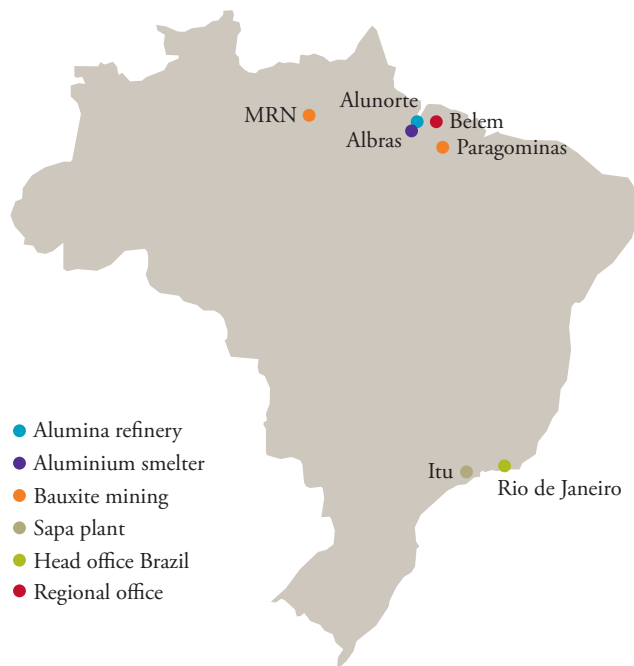 MRN
Alunorte
Belem
Albras
Paragominas
Alumina refinery
Aluminium smelter
Bauxite mining
Itu
Sapa plant
Rio de Janeiro
Head office Brazil
Regional office